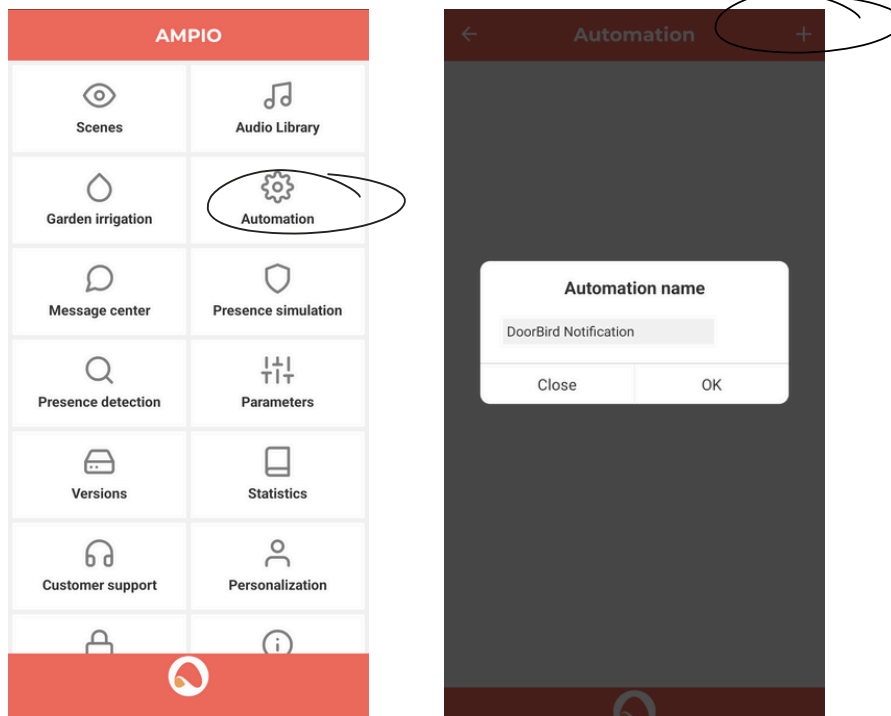 AMPIO
Scenes
Audio Library
Garden irrigation
Automation
Message center
Presence simulation
Presence detection
Parameters
Versions
Statistics
Customer support
Personalization
Automation
Automation name
DoorBird Notification
Close
OK